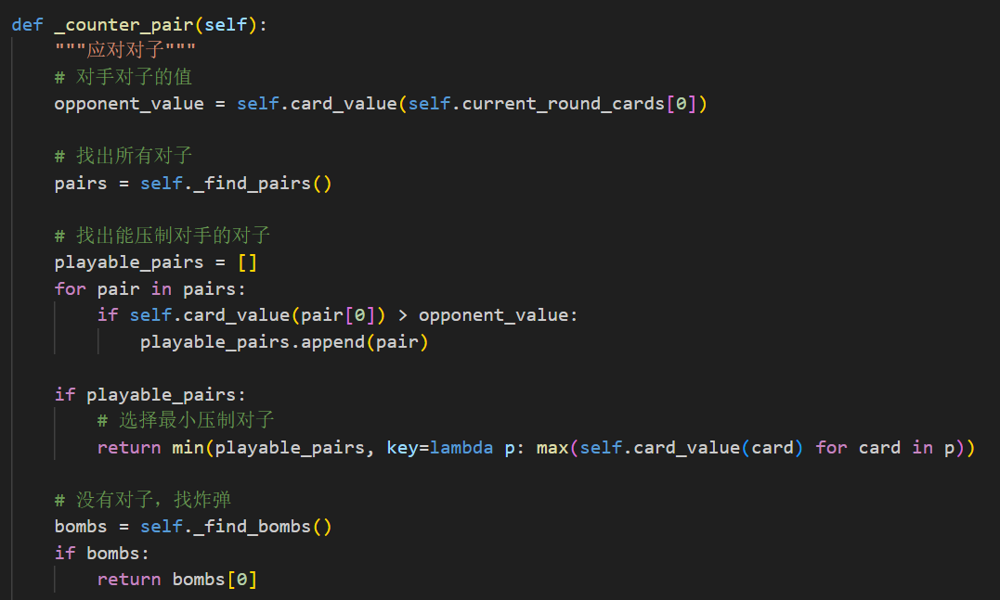 def _counter_pair(self):
    """应对对子"""
    # 对手对子的值
    opponent_value = self.card_value(self.current_round_cards[0])

    # 找出所有对子
    pairs = self._find_pairs()

    # 找出能压制对手的对子
    playable_pairs = []
    for pair in pairs:
        if self.card_value(pair[0]) > opponent_value:
            playable_pairs.append(pair)

    if playable_pairs:
        # 选择最小压制对子
        return min(playable_pairs, key=lambda p: max(self.card_value(card) for card in p))

    # 没有对子，找炸弹
    bombs = self._find_bombs()
    if bombs:
        return bombs[0]